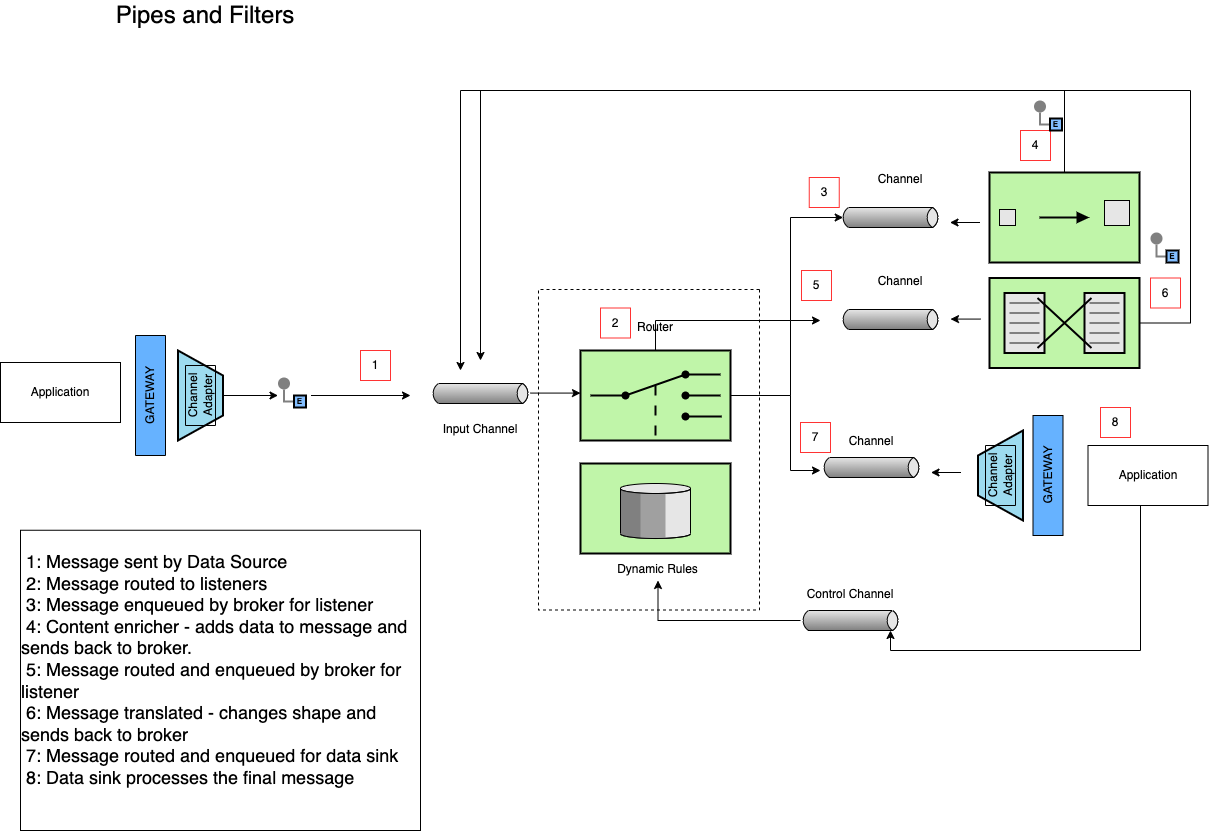 Pipes and Filters
E
4
Channel
3
E
Channel
5
6
2
Router
1
Application
GATEWAY
Channel
Adapter
E
Input Channel
7
Channel
8
Channel
Adapter
GATEWAY
Application
Dynamic Rules
Control Channel
1: Message sent by Data Source
2: Message routed to listeners
3: Message enqueued by broker for listener
4: Content enricher - adds data to message and
sends back to broker.
5: Message routed and enqueued by broker for
listener
6: Message translated - changes shape and
sends back to broker
7: Message routed and enqueued for data sink
8: Data sink processes the final message